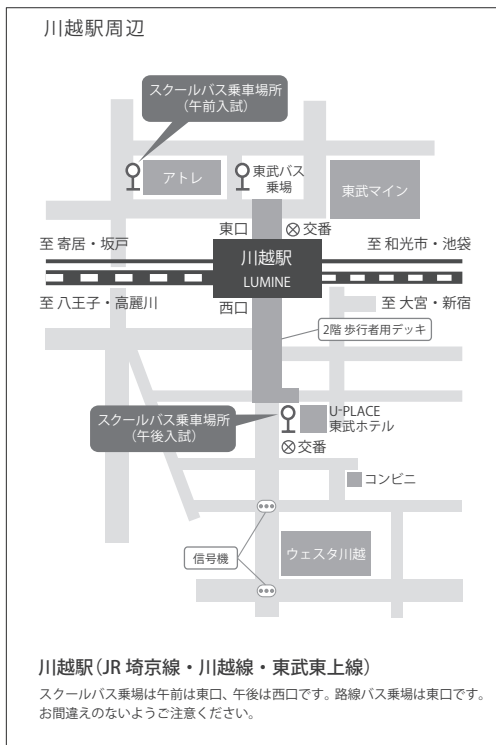 川越駅周辺
スクールバス乗車場所
(午前入試)
アトレ
東武バス
乗場
東武マイン
東口
交番
至 寄居・坂戸
川越駅
至 和光市・池袋
LUMINE
至 八王子・高麗川
西口
至 大宮・新宿
2階 歩行者用デッキ
スクールバス乗車場所
(午後入試)
U-PLACE
東武ホテル
交番
コンビニ
信号機
ウェスタ川越
川越駅(JR 埼京線・川越線・東武東上線)
スクールバス乗場は午前は東口、午後は西口です。路線バス乗場は東口です。
お間違えのないようご注意ください。